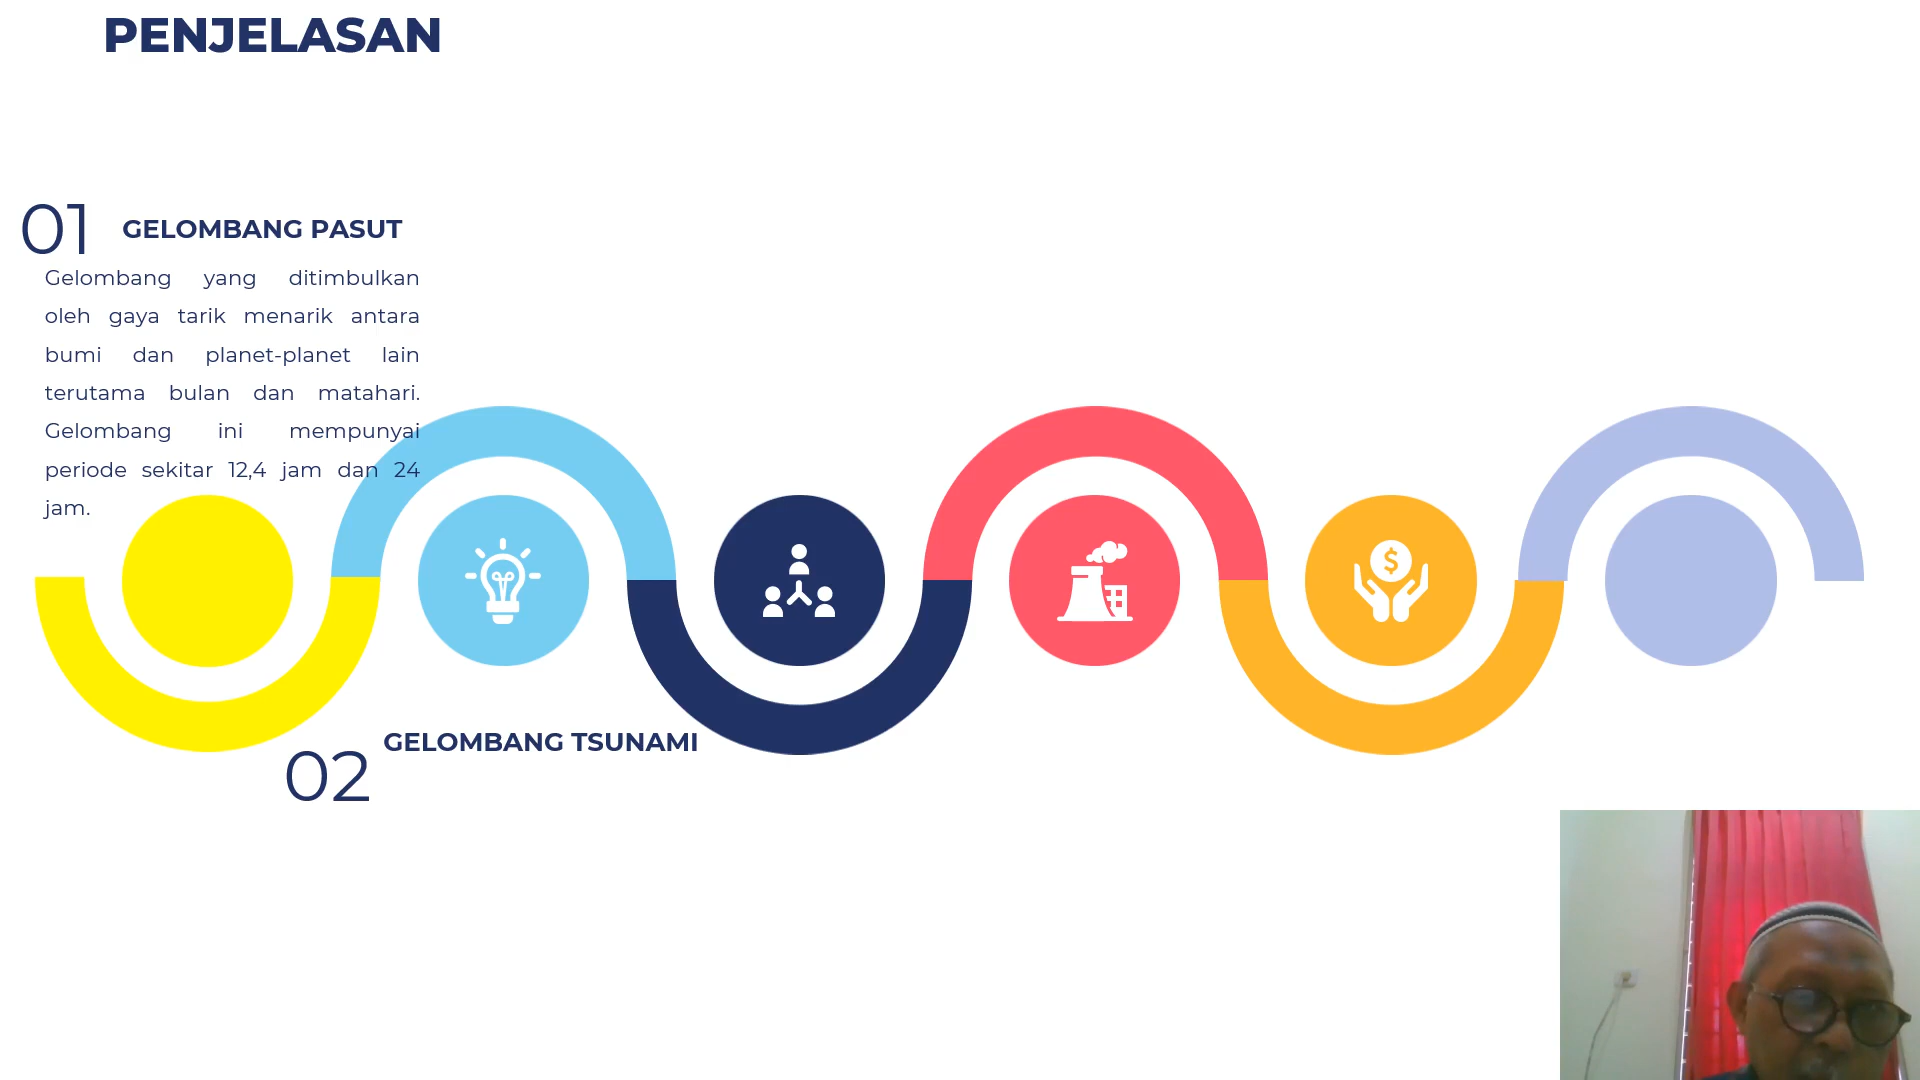 PENJELASAN
01
GELOMBANG PASUT
Gelombang yang ditimbulkan
oleh gaya tarik menarik antara
bumi dan planet-planet lain
terutama bulan dan matahari.
Gelombang ini mempunyai
periode sekitar 12,4 jam dan 24
jam.
$
02
GELOMBANG TSUNAMI